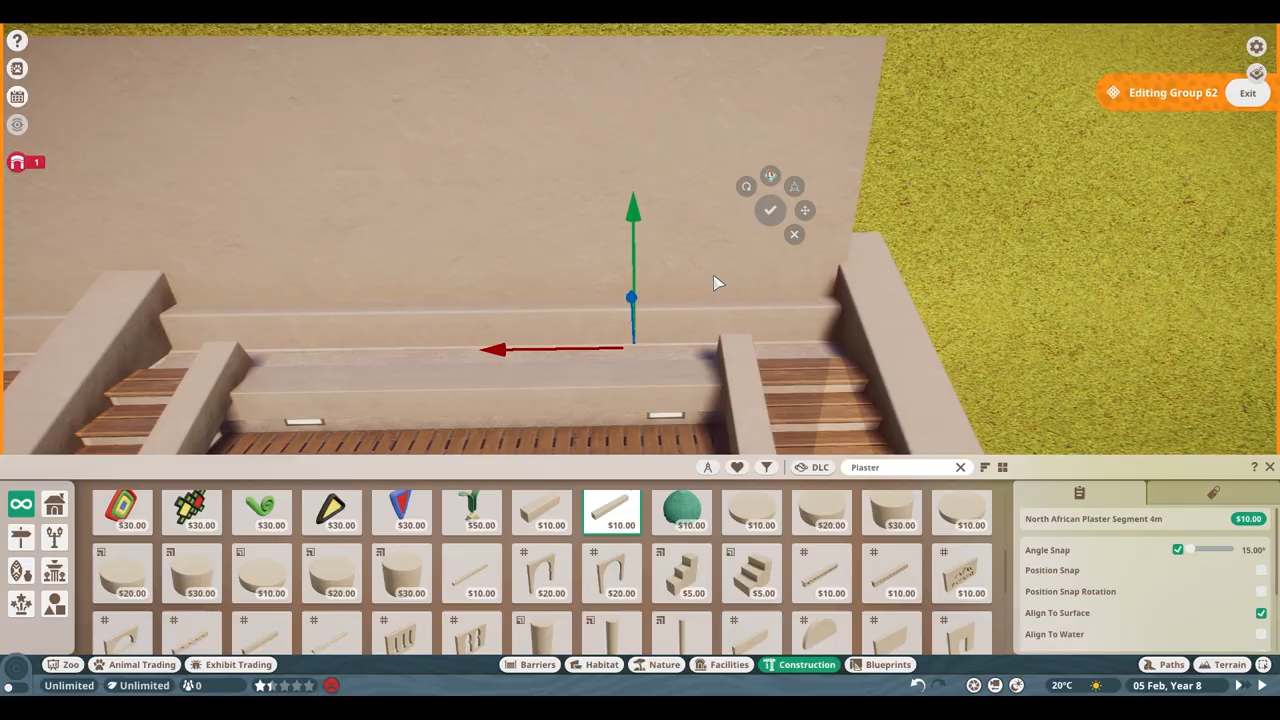 ?
Editing Group 62 Exit
1
DLC Plaster ? 
$30.00 $30.00 $30.00 $30.00 $30.00 $50.00 $10.00 $10.00 $10.00 $10.00 $20.00 $30.00 $10.00
North African Plaster Segment 4m $10.00
Angle Snap 15.00°
$20.00 $30.00 $10.00 $20.00 $30.00 $10.00 $20.00 $20.00 $5.00 $5.00 $10.00 $10.00 $10.00
Position Snap
Position Snap Rotation
Align To Surface
Align To Water
Zoo Animal Trading Exhibit Trading Barriers Habitat Nature Facilities Construction Blueprints Paths Terrain
Unlimited Unlimited 0 20°C 05 Feb, Year 8